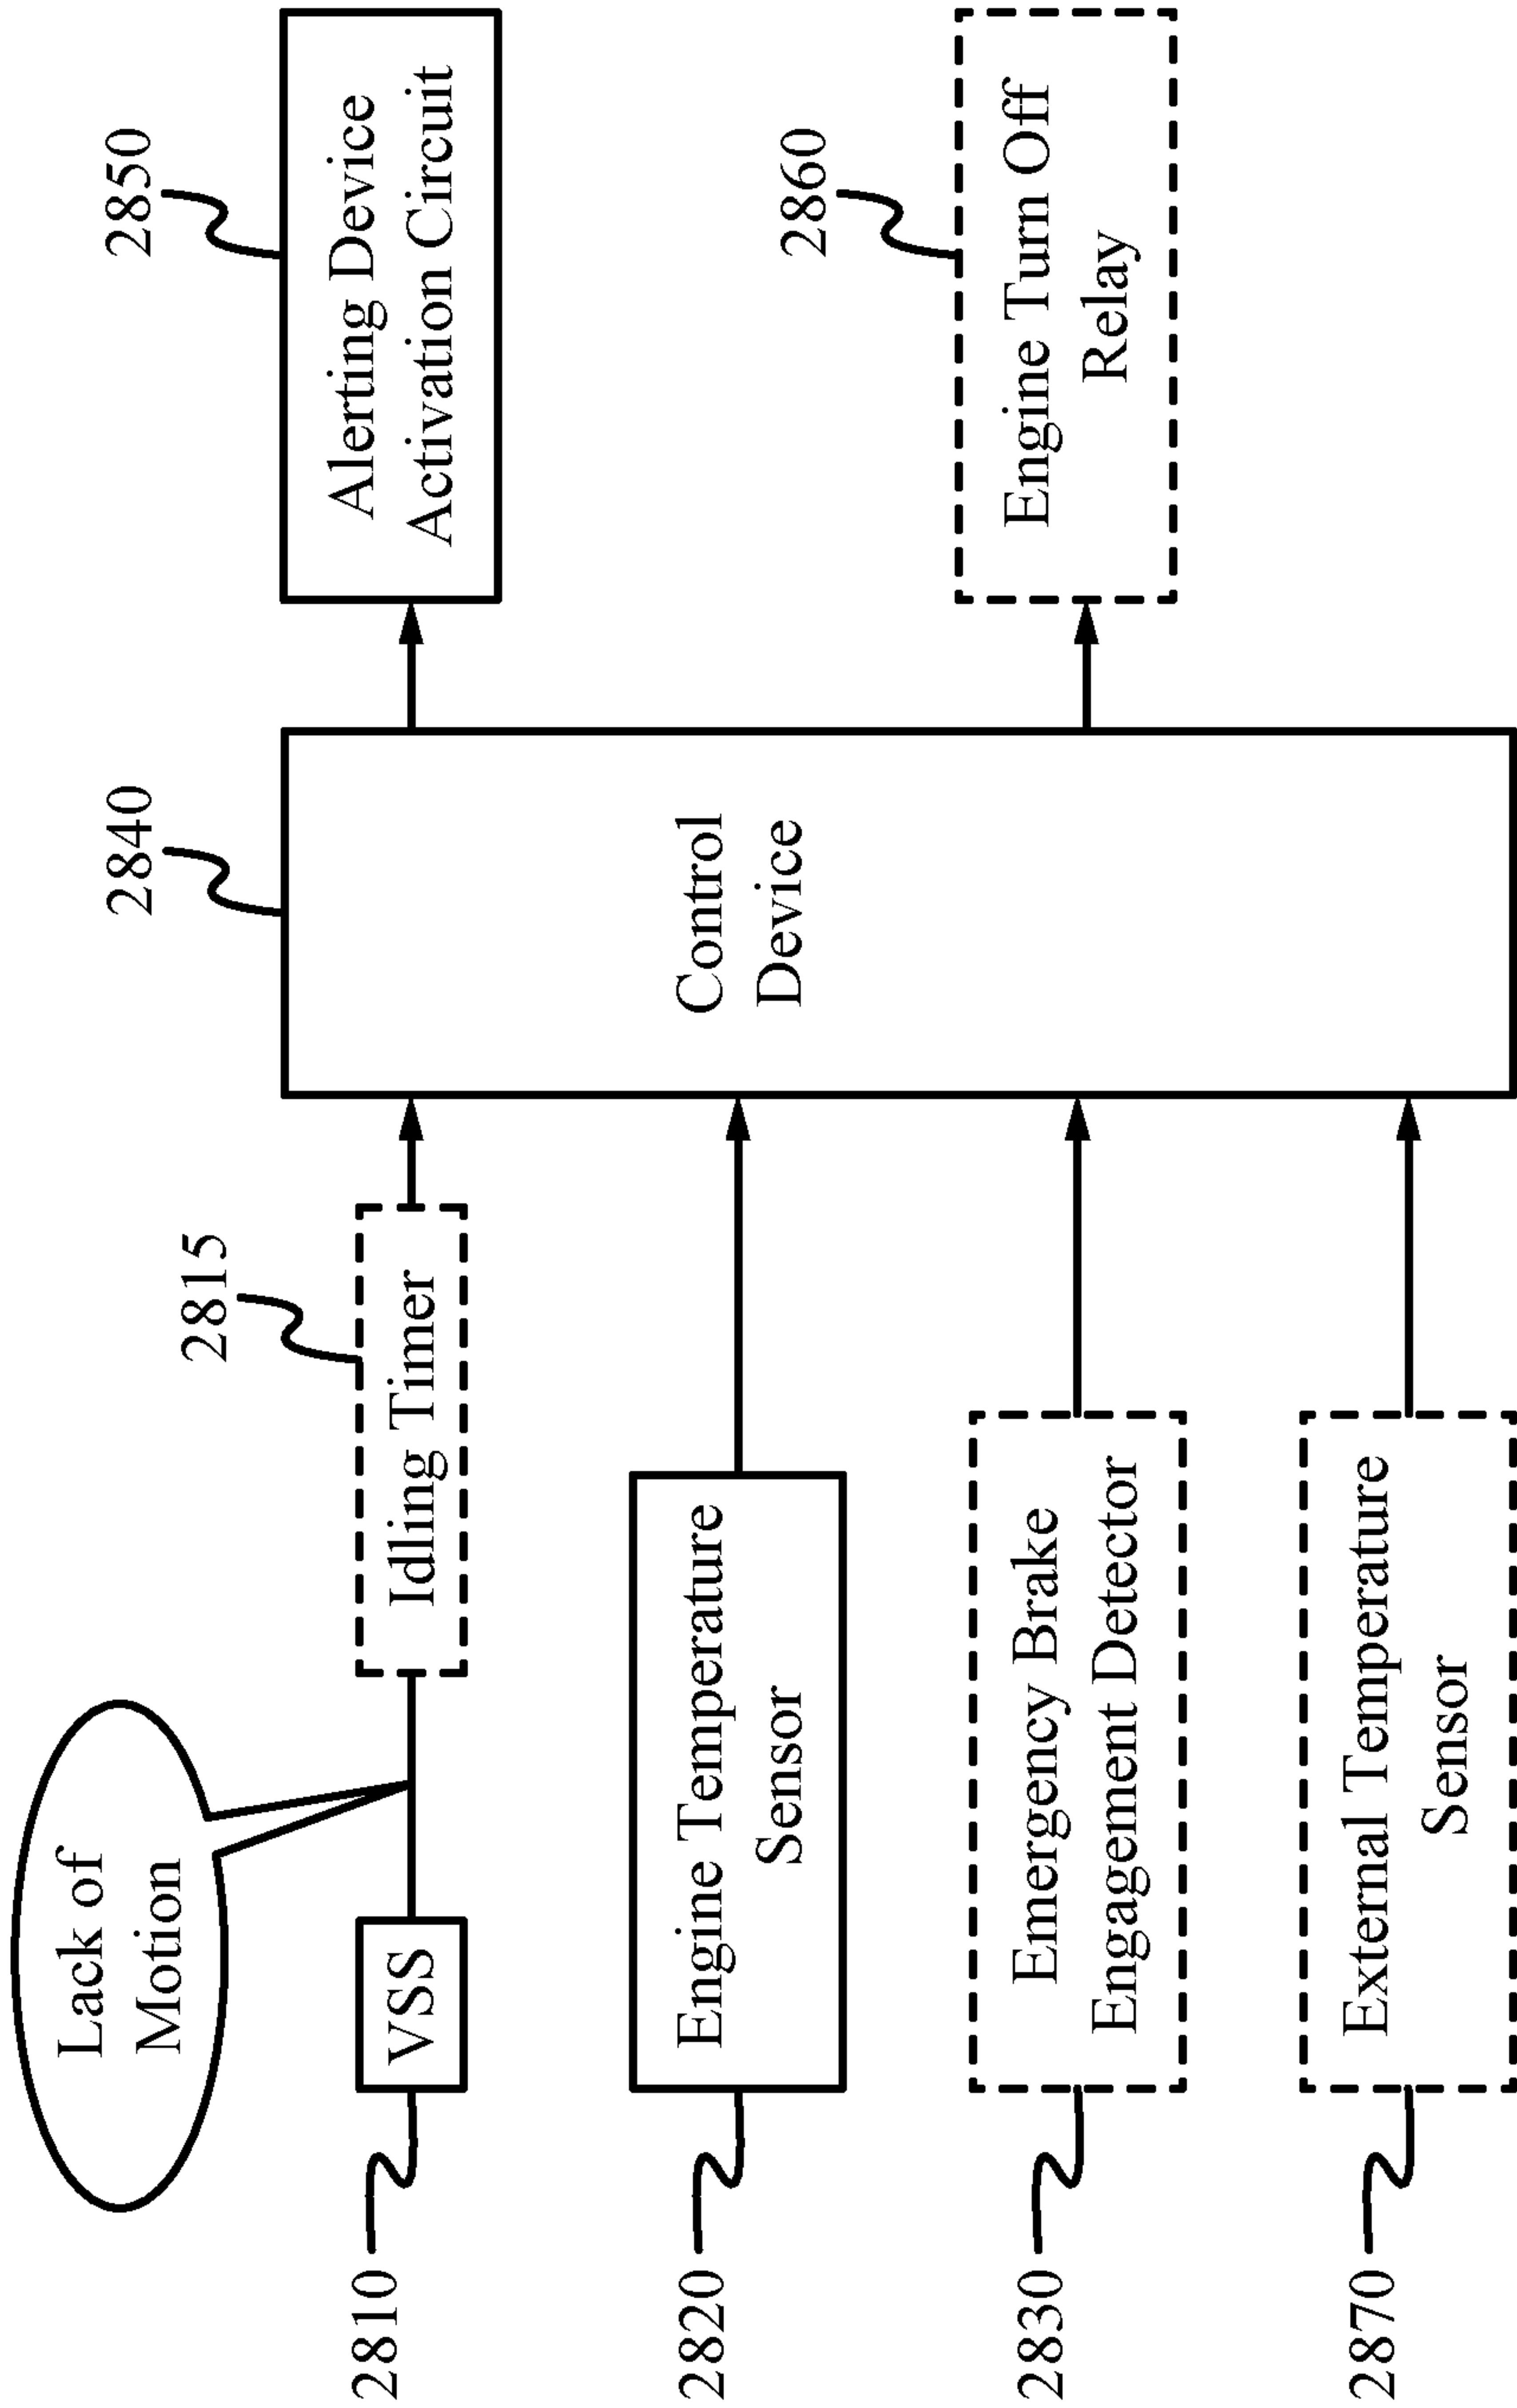 Lack of
Motion
2810
VSS
2815
Idling Timer
2840
Control
Device
2850
Alerting Device
Activation Circuit
2820
Engine Temperature
Sensor
2830
Emergency Brake
Engagement Detector
2860
Engine Turn Off
Relay
2870
External Temperature
Sensor